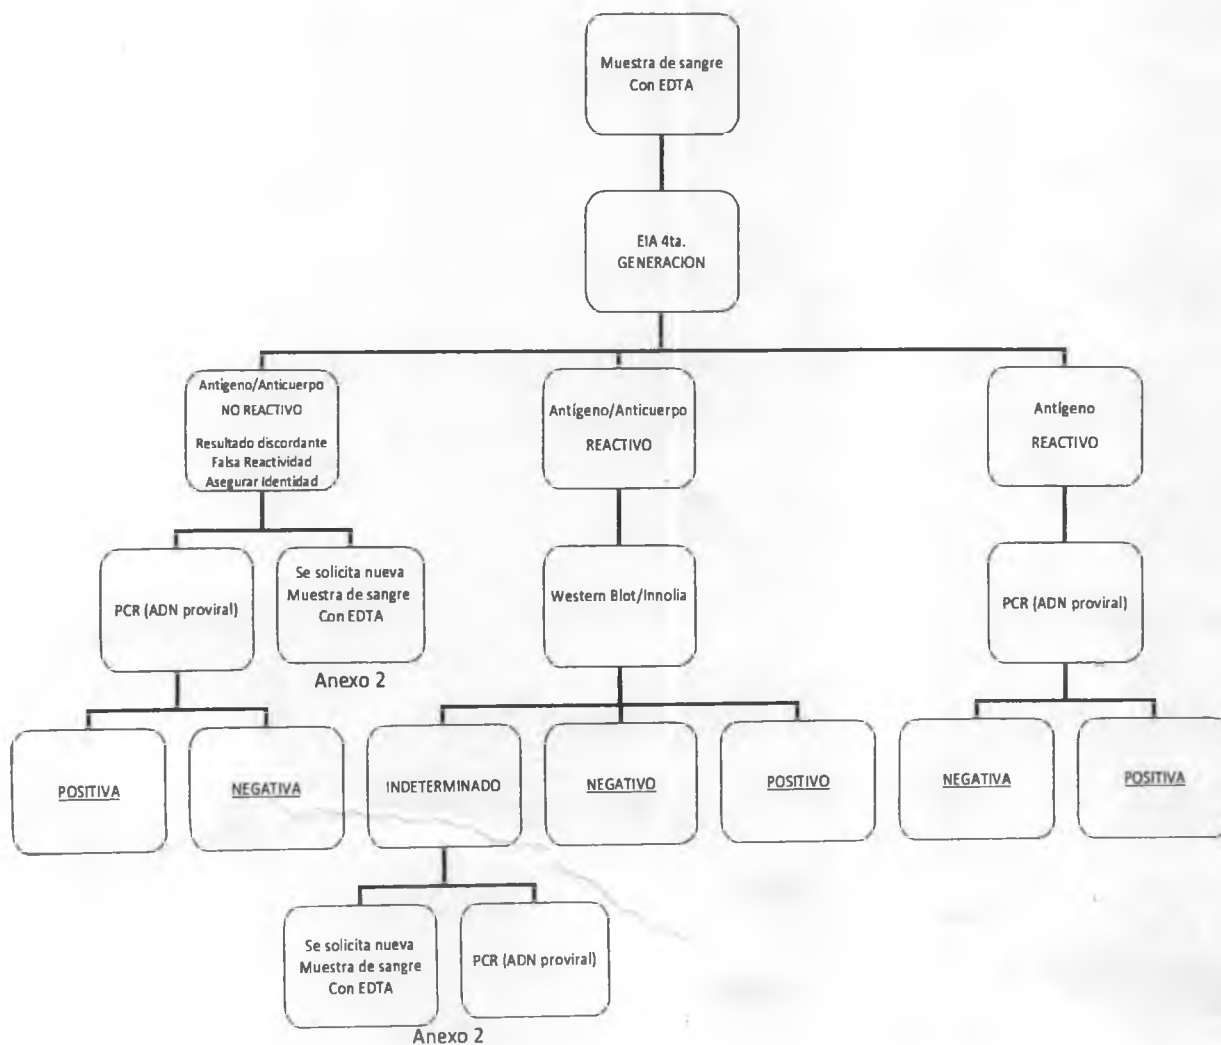 Muestra de sangre
Con EDTA
EIA 4ta.
GENERACION
Antígeno/Anticuerpo
NO REACTIVO
Resultado discordante
Falsa Reactividad
Asegurar Identidad
Antígeno/Anticuerpo
REACTIVO
Antígeno
REACTIVO
PCR (ADN proviral)
Se solicita nueva
Muestra de sangre
Con EDTA
Anexo 2
Western Blot/Innolia
PCR (ADN proviral)
POSITIVA
NEGATIVA
INDETERMINADO
NEGATIVO
POSITIVO
NEGATIVA
POSITIVA
Se solicita nueva
Muestra de sangre
Con EDTA
Anexo 2
PCR (ADN proviral)